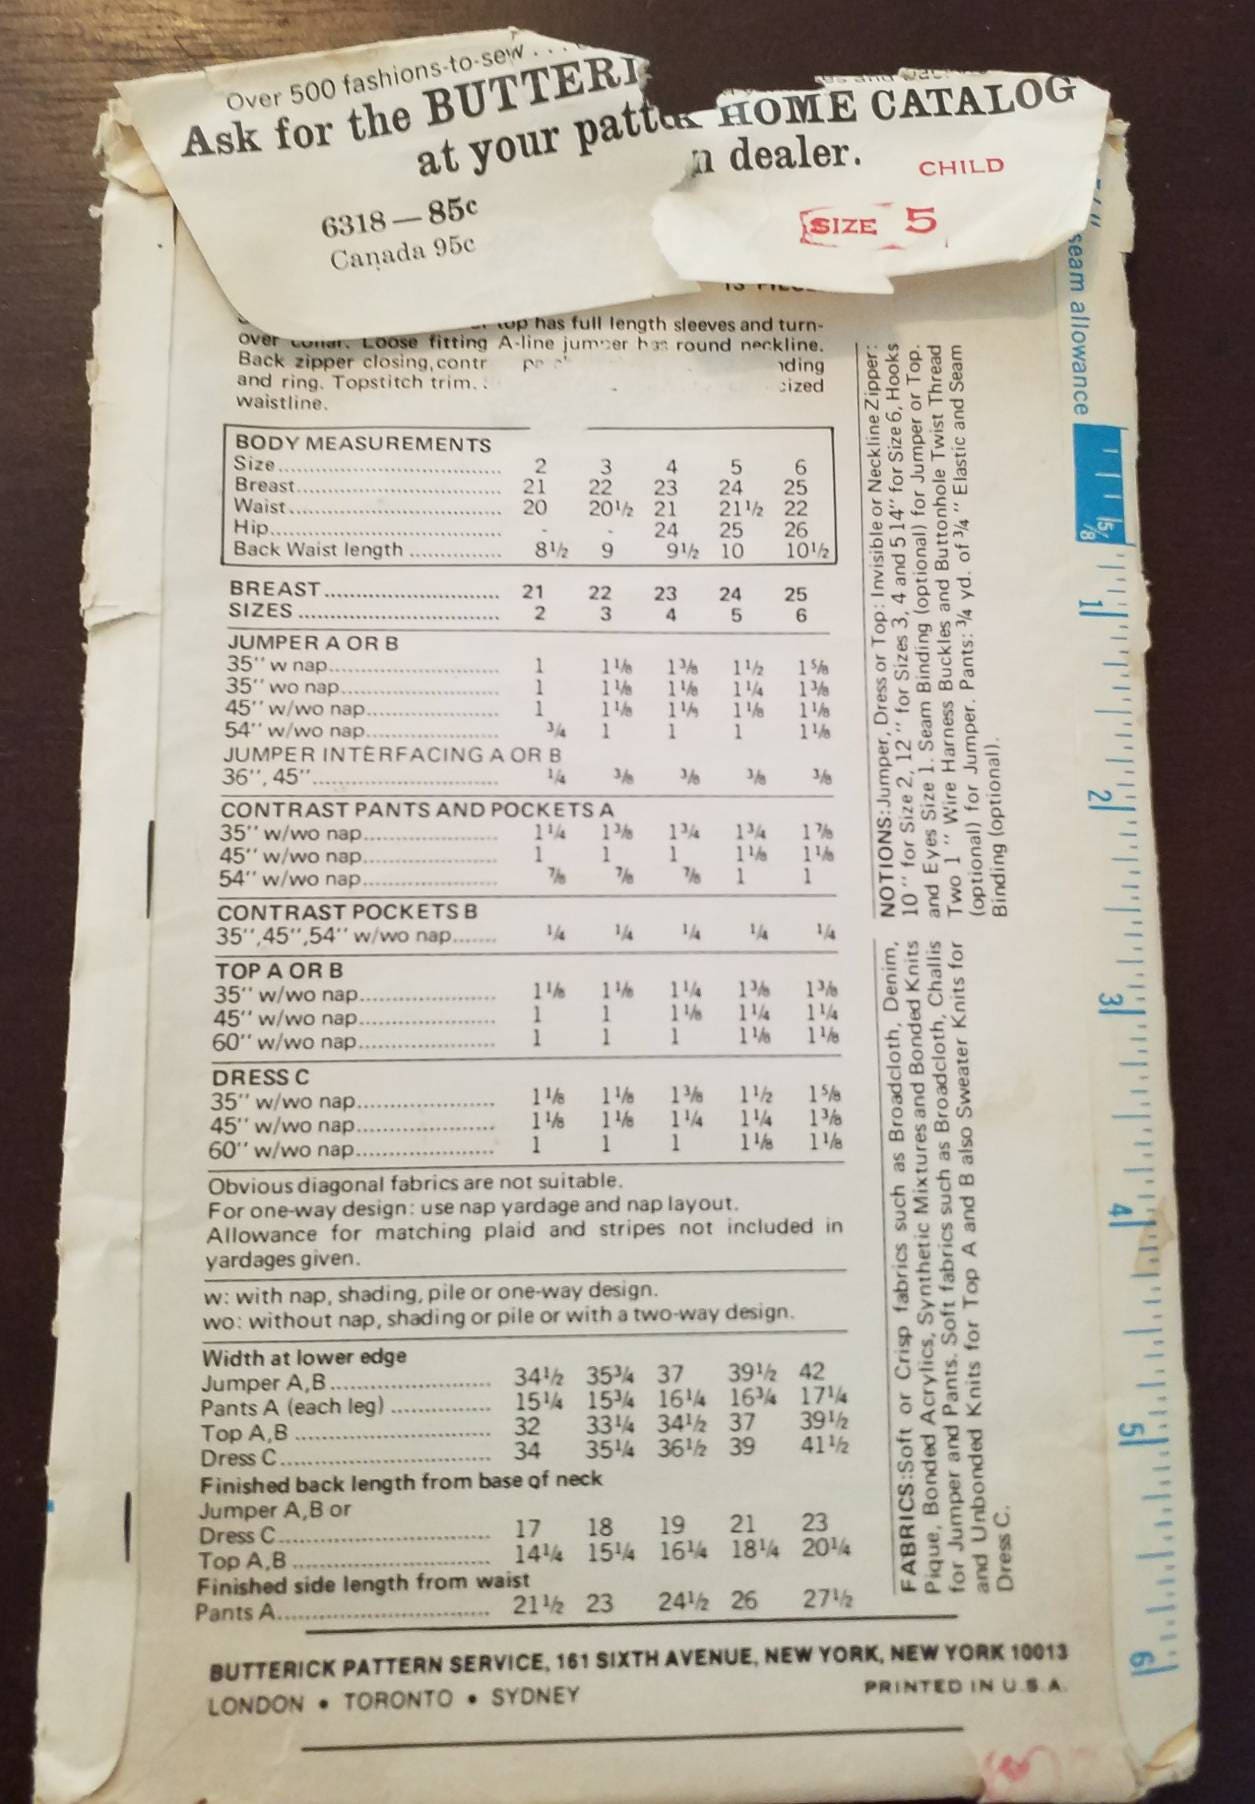 Over 500 fashions-to-sew . . .
Ask for the BUTTERI HOME CATALOG
at your patte n dealer.
CHILD
6318 — 85c
SIZE 5
Canada 95c
top has full length sleeves and turn-
over collar. Loose fitting A-line jumper has round neckline.
Back zipper closing, contr nding
and ring. Topstitch trim. cized
waistline.
BODY MEASUREMENTS
Size 2 3 4 5 6
Breast 21 22 23 24 25
Waist 20 20½ 21 21½ 22
Hip - - 24 25 26
Back Waist length 8½ 9 9½ 10 10½
BREAST 21 22 23 24 25
SIZES 2 3 4 5 6
JUMPER A OR B
35'' w nap 1 1⅛ 1⅜ 1½ 1⅝
35'' wo nap 1 1⅛ 1⅛ 1¼ 1⅜
45'' w/wo nap 1 1⅛ 1⅛ 1⅛ 1⅛
54'' w/wo nap ¾ 1 1 1 1⅛
JUMPER INTERFACING A OR B
36'', 45'' ¼ ⅜ ⅜ ⅜ ⅜
CONTRAST PANTS AND POCKETS A
35'' w/wo nap 1¼ 1⅜ 1¾ 1¾ 1⅞
45'' w/wo nap 1 1 1 1⅛ 1⅛
54'' w/wo nap ⅞ ⅞ ⅞ 1 1
CONTRAST POCKETS B
35'',45'',54'' w/wo nap ¼ ¼ ¼ ¼ ¼
TOP A OR B
35'' w/wo nap 1⅛ 1⅛ 1¼ 1⅜ 1⅜
45'' w/wo nap 1 1 1⅛ 1¼ 1¼
60'' w/wo nap 1 1 1 1⅛ 1⅛
DRESS C
35'' w/wo nap 1⅛ 1⅛ 1⅜ 1½ 1⅝
45'' w/wo nap 1⅛ 1⅛ 1¼ 1¼ 1⅜
60'' w/wo nap 1 1 1 1⅛ 1⅛
Obvious diagonal fabrics are not suitable.
For one-way design: use nap yardage and nap layout.
Allowance for matching plaid and stripes not included in
yardages given.
w: with nap, shading, pile or one-way design.
wo: without nap, shading or pile or with a two-way design.
Width at lower edge
Jumper A,B 34½ 35¾ 37 39½ 42
Pants A (each leg) 15¼ 15¾ 16¼ 16¾ 17¼
Top A,B 32 33¼ 34½ 37 39½
Dress C 34 35¼ 36½ 39 41½
Finished back length from base of neck
Jumper A,B or
Dress C 17 18 19 21 23
Top A,B 14¼ 15¼ 16¼ 18¼ 20¼
Finished side length from waist
Pants A 21½ 23 24½ 26 27½
BUTTERICK PATTERN SERVICE, 161 SIXTH AVENUE, NEW YORK, NEW YORK 10013
LONDON • TORONTO • SYDNEY
PRINTED IN U.S.A.
NOTIONS: Jumper, Dress or Top: Invisible or Neckline Zipper:
10'' for Size 2, 12'' for Sizes 3, 4 and 5 14'' for Size 6, Hooks
and Eyes Size 1. Seam Binding (optional) for Jumper or Top.
Two 1'' Wire Harness Buckles and Buttonhole Twist Thread
(optional) for Jumper. Pants: ¾ yd. of ¾'' Elastic and Seam
Binding (optional).
FABRICS: Soft or Crisp fabrics such as Broadcloth, Denim,
Pique, Bonded Acrylics, Synthetic Mixtures and Bonded Knits
for Jumper and Pants. Soft fabrics such as Broadcloth, Challis
and Unbonded Knits for Top A and B also Sweater Knits for
Dress C.
seam allowance
5/8
1
2
3
4
5
6